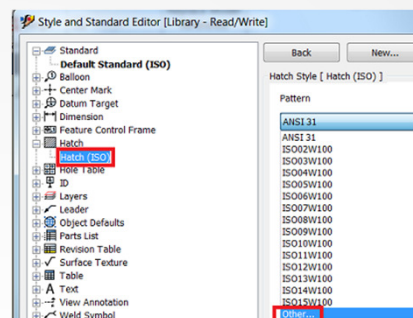 Style and Standard Editor [Library - Read/Write]
Back
New...
Standard
Default Standard (ISO)
Balloon
Center Mark
Datum Target
Dimension
Feature Control Frame
Hatch
Hatch (ISO)
Hole Table
ID
Layers
Leader
Object Defaults
Parts List
Revision Table
Surface Texture
Table
Text
View Annotation
Weld Symbol
Hatch Style [ Hatch (ISO) ]
Pattern
ANSI 31
ANSI 31
ISO02W100
ISO03W100
ISO04W100
ISO05W100
ISO06W100
ISO07W100
ISO08W100
ISO09W100
ISO10W100
ISO11W100
ISO12W100
ISO13W100
ISO14W100
ISO15W100
Other...